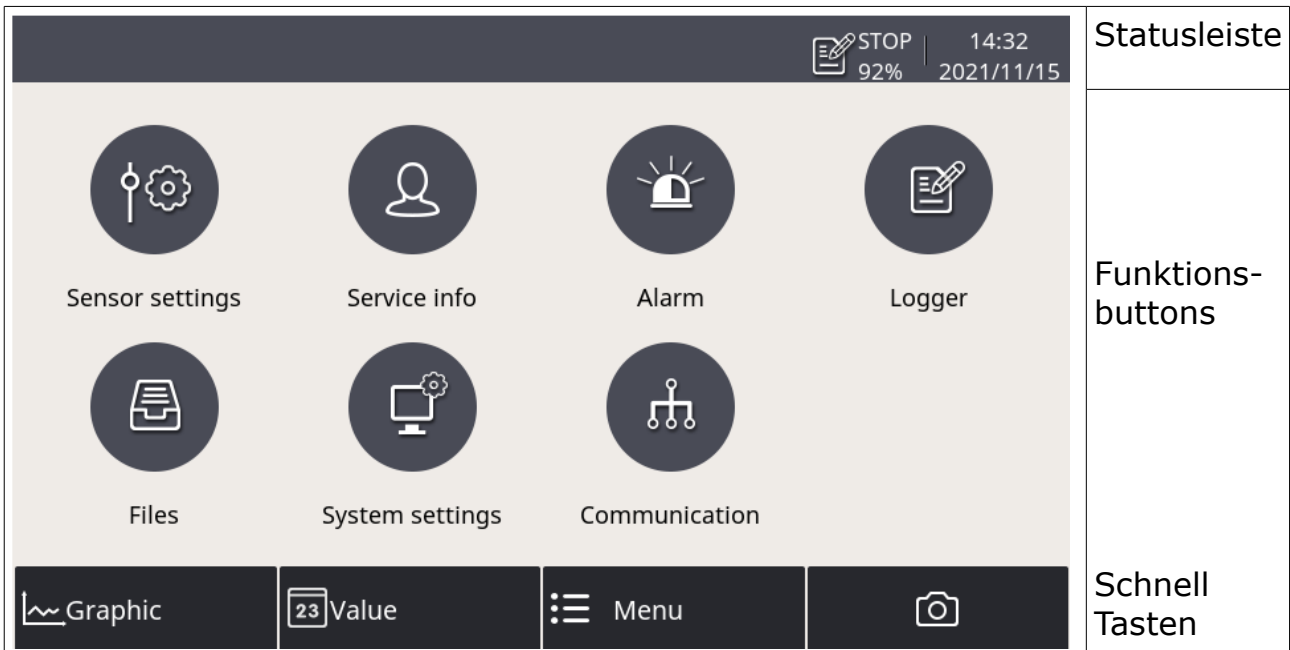 STOP
92%
14:32
2021/11/15
Statusleiste
Sensor settings
Service info
Alarm
Logger
Funktions-
buttons
Files
System settings
Communication
Graphic
23
Value
Menu
Schnell
Tasten